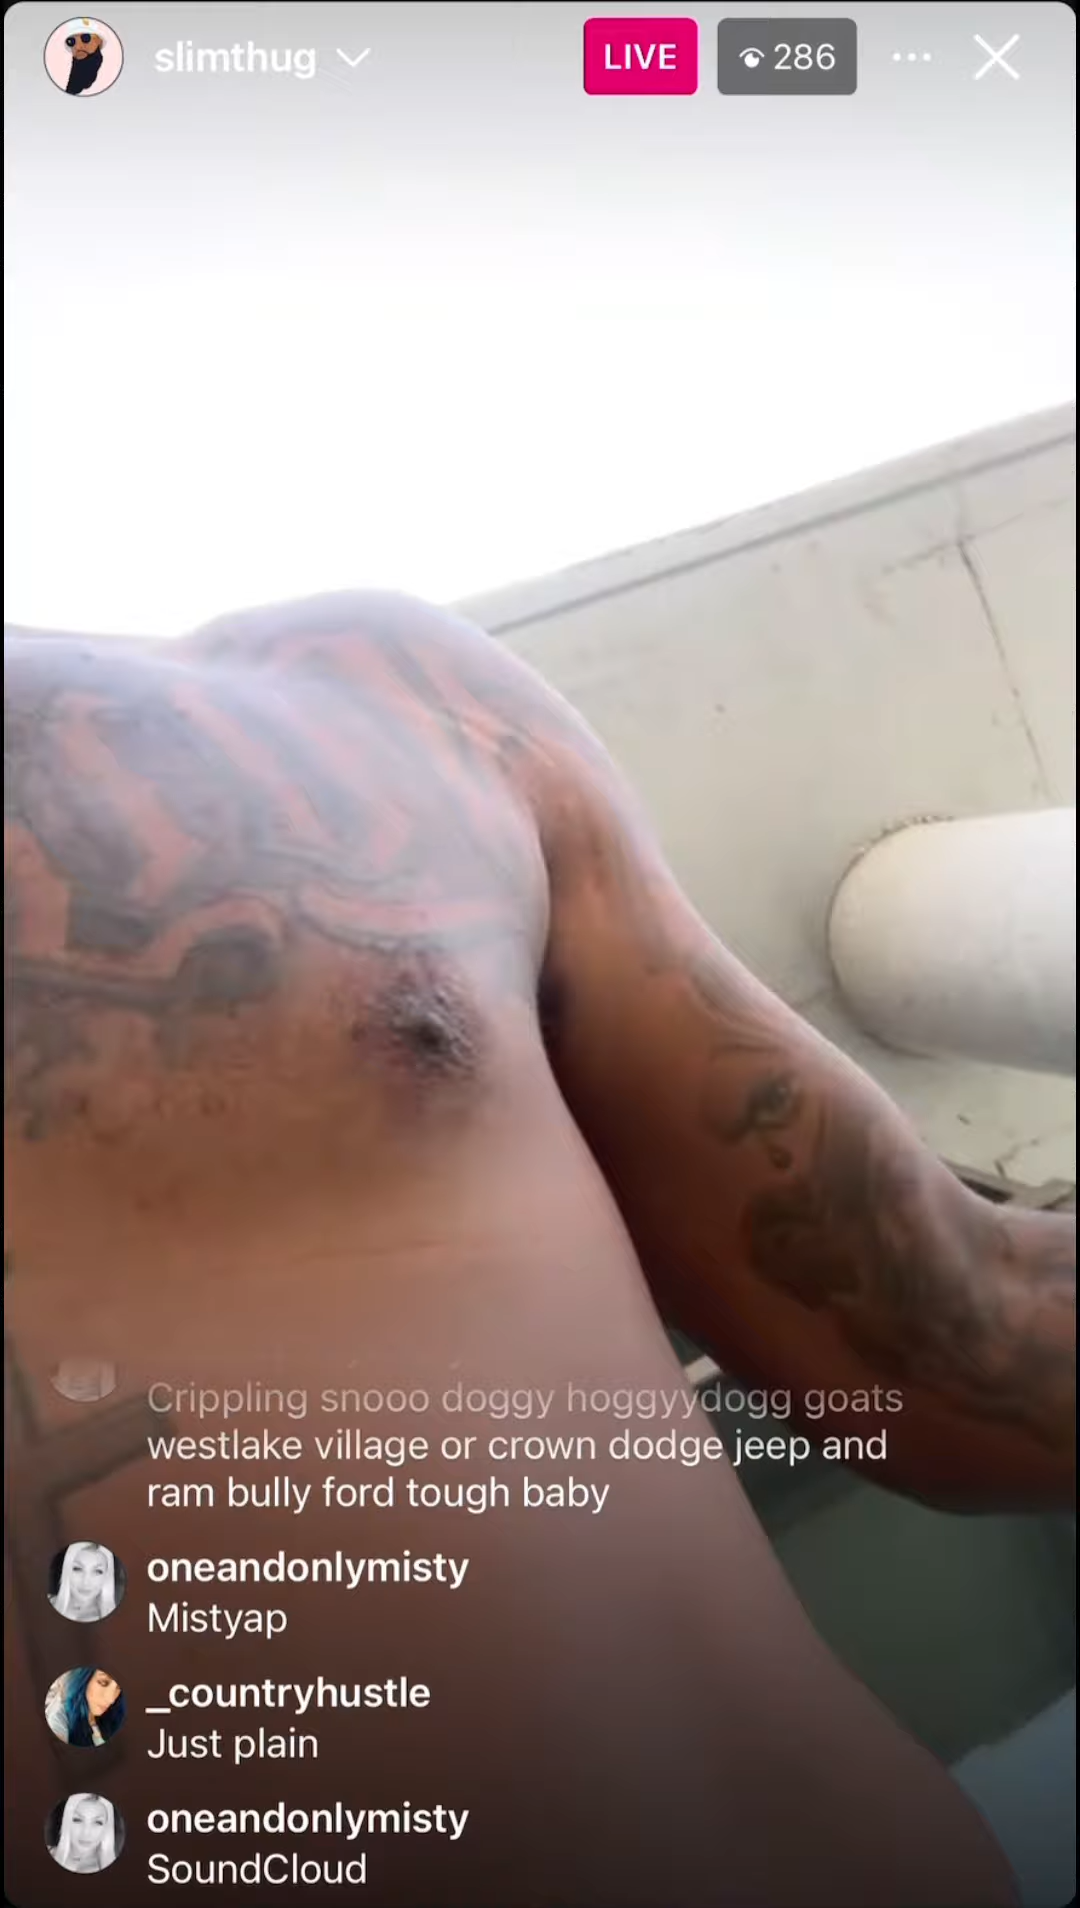 slimthug
LIVE
286
Crippling snooo doggy hoggyydogg goats
westlake village or crown dodge jeep and
ram bully ford tough baby
oneandonlymisty
Mistyap
_countryhustle
Just plain
oneandonlymisty
SoundCloud